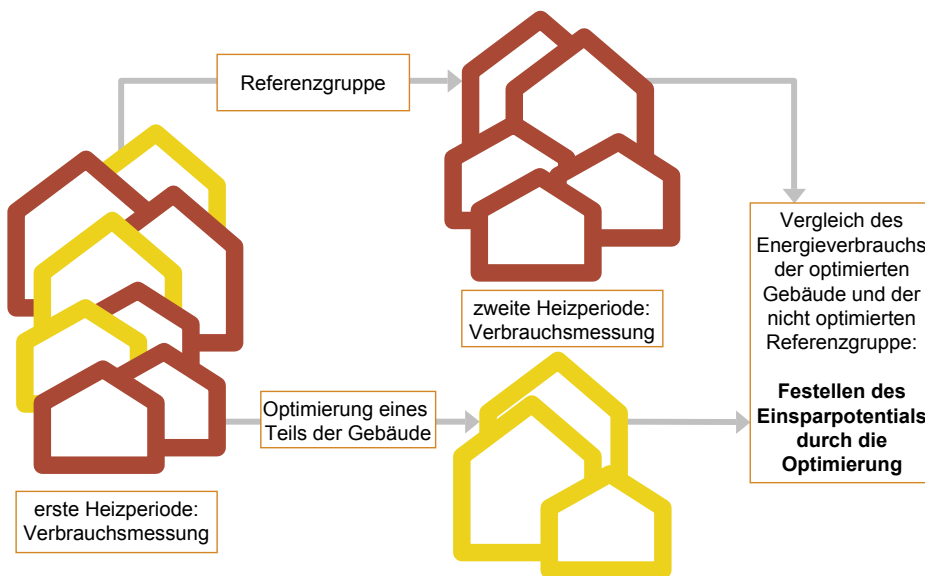 Referenzgruppe
zweite Heizperiode:
Verbrauchsmessung
Optimierung eines
Teils der Gebäude
erste Heizperiode:
Verbrauchsmessung
Vergleich des
Energieverbrauchs
der optimierten
Gebäude und der
nicht optimierten
Referenzgruppe:
Festellen des
Einsparpotentials
durch die
Optimierung